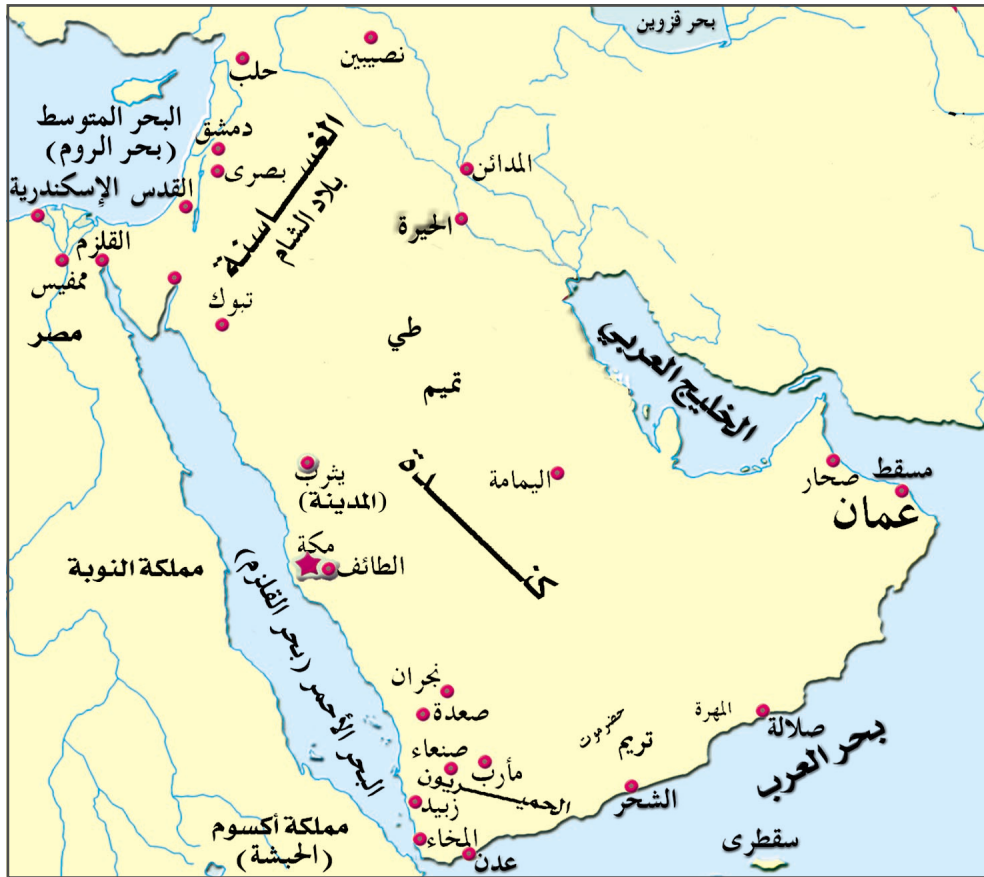 بحر قزوين
نصيبين
حلب
البحر المتوسط
(بحر الروم)
دمشق
بصرى
الغساسنة
بلاد الشام
المدائن
الحيرة
القدس
الإسكندرية
القلزم
ممفيس
مصر
تبوك
طي
تميم
الخليج العربي
كندة
اليمامة
صحار
مسقط
عمان
يثرب
(المدينة)
مكة
الطائف
مملكة النوبة
البحر الأحمر (بحر القلزم)
نجران
صعدة
صنعاء
مأرب
الحميريون
زبيد
المخاء
عدن
حضرموت
تريم
المهرة
صلالة
الشحر
بحر العرب
سقطرى
مملكة أكسوم
(الحبشة)